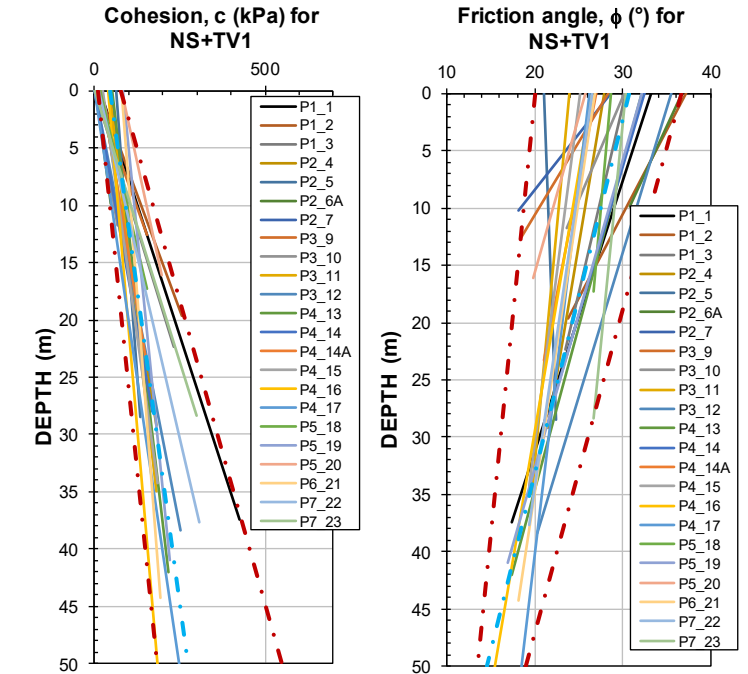 Cohesion, c (kPa) for
NS+TV1
0 500
0
5
10
15
20
25
30
35
40
45
50
DEPTH (m)
P1_1
P1_2
P1_3
P2_4
P2_5
P2_6A
P2_7
P3_9
P3_10
P3_11
P3_12
P4_13
P4_14
P4_14A
P4_15
P4_16
P4_17
P5_18
P5_19
P5_20
P6_21
P7_22
P7_23
Friction angle, ϕ (°) for
NS+TV1
10 20 30 40
0
5
10
15
20
25
30
35
40
45
50
DEPTH (m)
P1_1
P1_2
P1_3
P2_4
P2_5
P2_6A
P2_7
P3_9
P3_10
P3_11
P3_12
P4_13
P4_14
P4_14A
P4_15
P4_16
P4_17
P5_18
P5_19
P5_20
P6_21
P7_22
P7_23